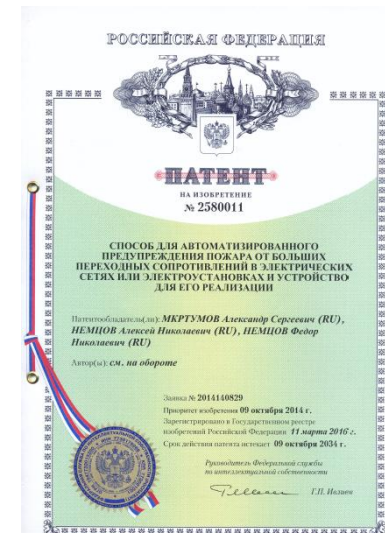 РОССИЙСКАЯ ФЕДЕРАЦИЯ
ПАТЕНТ
НА ИЗОБРЕТЕНИЕ
№ 2580011
СПОСОБ ДЛЯ АВТОМАТИЗИРОВАННОГО
ПРЕДУПРЕЖДЕНИЯ ПОЖАРА ОТ БОЛЬШИХ
ПЕРЕХОДНЫХ СОПРОТИВЛЕНИЙ В ЭЛЕКТРИЧЕСКИХ
СЕТЯХ ИЛИ ЭЛЕКТРОУСТАНОВКАХ И УСТРОЙСТВО
ДЛЯ ЕГО РЕАЛИЗАЦИИ
Патентообладатель(ли): МКРТУМОВ Александр Сергеевич (RU),
НЕМЦОВ Алексей Николаевич (RU), НЕМЦОВ Федор
Николаевич (RU)
Автор(ы): см. на обороте
Заявка № 2014140829
Приоритет изобретения 09 октября 2014 г.
Зарегистрировано в Государственном реестре
изобретений Российской Федерации 11 марта 2016 г.
Срок действия патента истекает 09 октября 2034 г.
Руководитель Федеральной службы
по интеллектуальной собственности
Г.П. Ивлиев